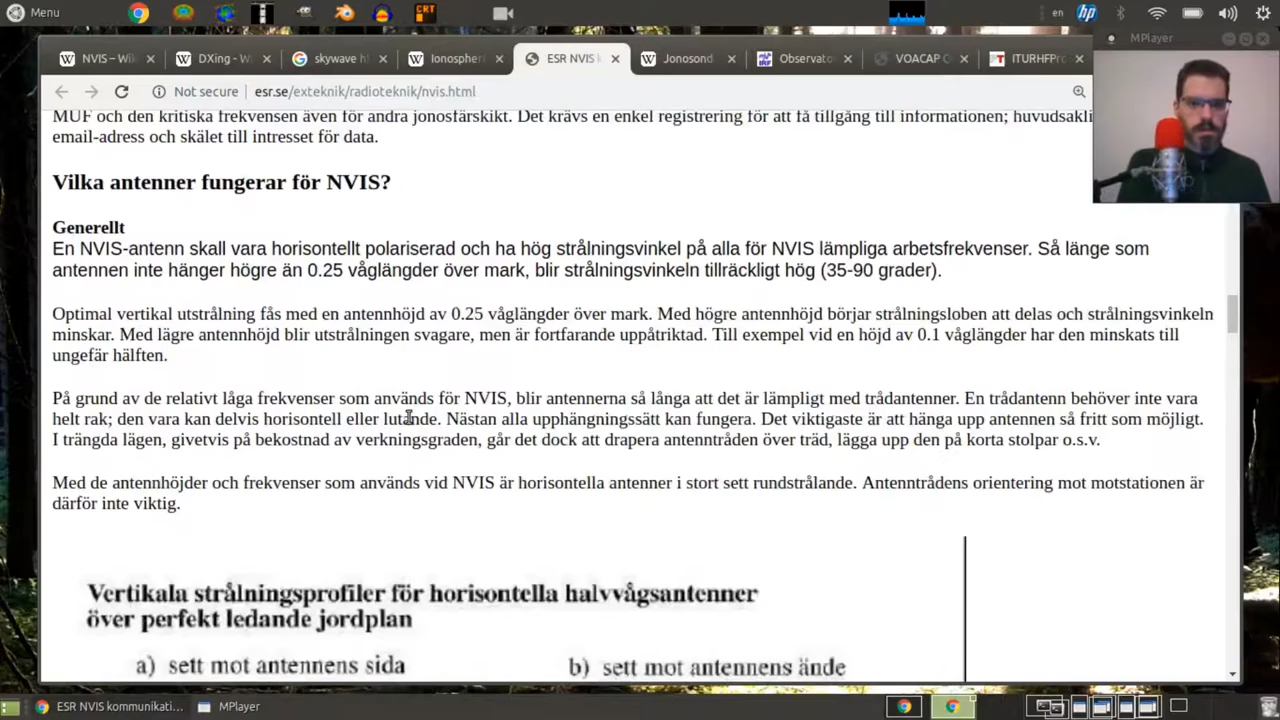 Menu
CRT
en
hp
MPlayer
NVIS – Wi
DXing - W
skywave h
Ionospher
ESR NVIS k
Jonosond
Observato
VOACAP
ITURHFPro
Not secure
esr.se/exteknik/radioteknik/nvis.html
MUF och den kritiska frekvensen även för andra jonosfärskikt. Det krävs en enkel registrering för att få tillgång till informationen; huvudsakli
email-adress och skälet till intresset för data.
Vilka antenner fungerar för NVIS?
Generellt
En NVIS-antenn skall vara horisontellt polariserad och ha hög strålningsvinkel på alla för NVIS lämpliga arbetsfrekvenser. Så länge som
antennen inte hänger högre än 0.25 våglängder över mark, blir strålningsvinkeln tillräckligt hög (35-90 grader).
Optimal vertikal utstrålning fås med en antennhöjd av 0.25 våglängder över mark. Med högre antennhöjd börjar strålningsloben att delas och strålningsvinkeln
minskar. Med lägre antennhöjd blir utstrålningen svagare, men är fortfarande uppåtriktad. Till exempel vid en höjd av 0.1 våglängder har den minskats till
ungefär hälften.
På grund av de relativt låga frekvenser som används för NVIS, blir antennerna så långa att det är lämpligt med trådantenner. En trådantenn behöver inte vara
helt rak; den vara kan delvis horisontell eller lutande. Nästan alla upphängningssätt kan fungera. Det viktigaste är att hänga upp antennen så fritt som möjligt.
I trängda lägen, givetvis på bekostnad av verkningsgraden, går det dock att drapera antenntråden över träd, lägga upp den på korta stolpar o.s.v.
Med de antennhöjder och frekvenser som används vid NVIS är horisontella antenner i stort sett rundstrålande. Antenntrådens orientering mot motstationen är
därför inte viktig.
Vertikala strålningsprofiler för horisontella halvvågsantenner
över perfekt ledande jordplan
a) sett mot antennens sida
b) sett mot antennens ände
ESR NVIS kommunikati...
MPlayer